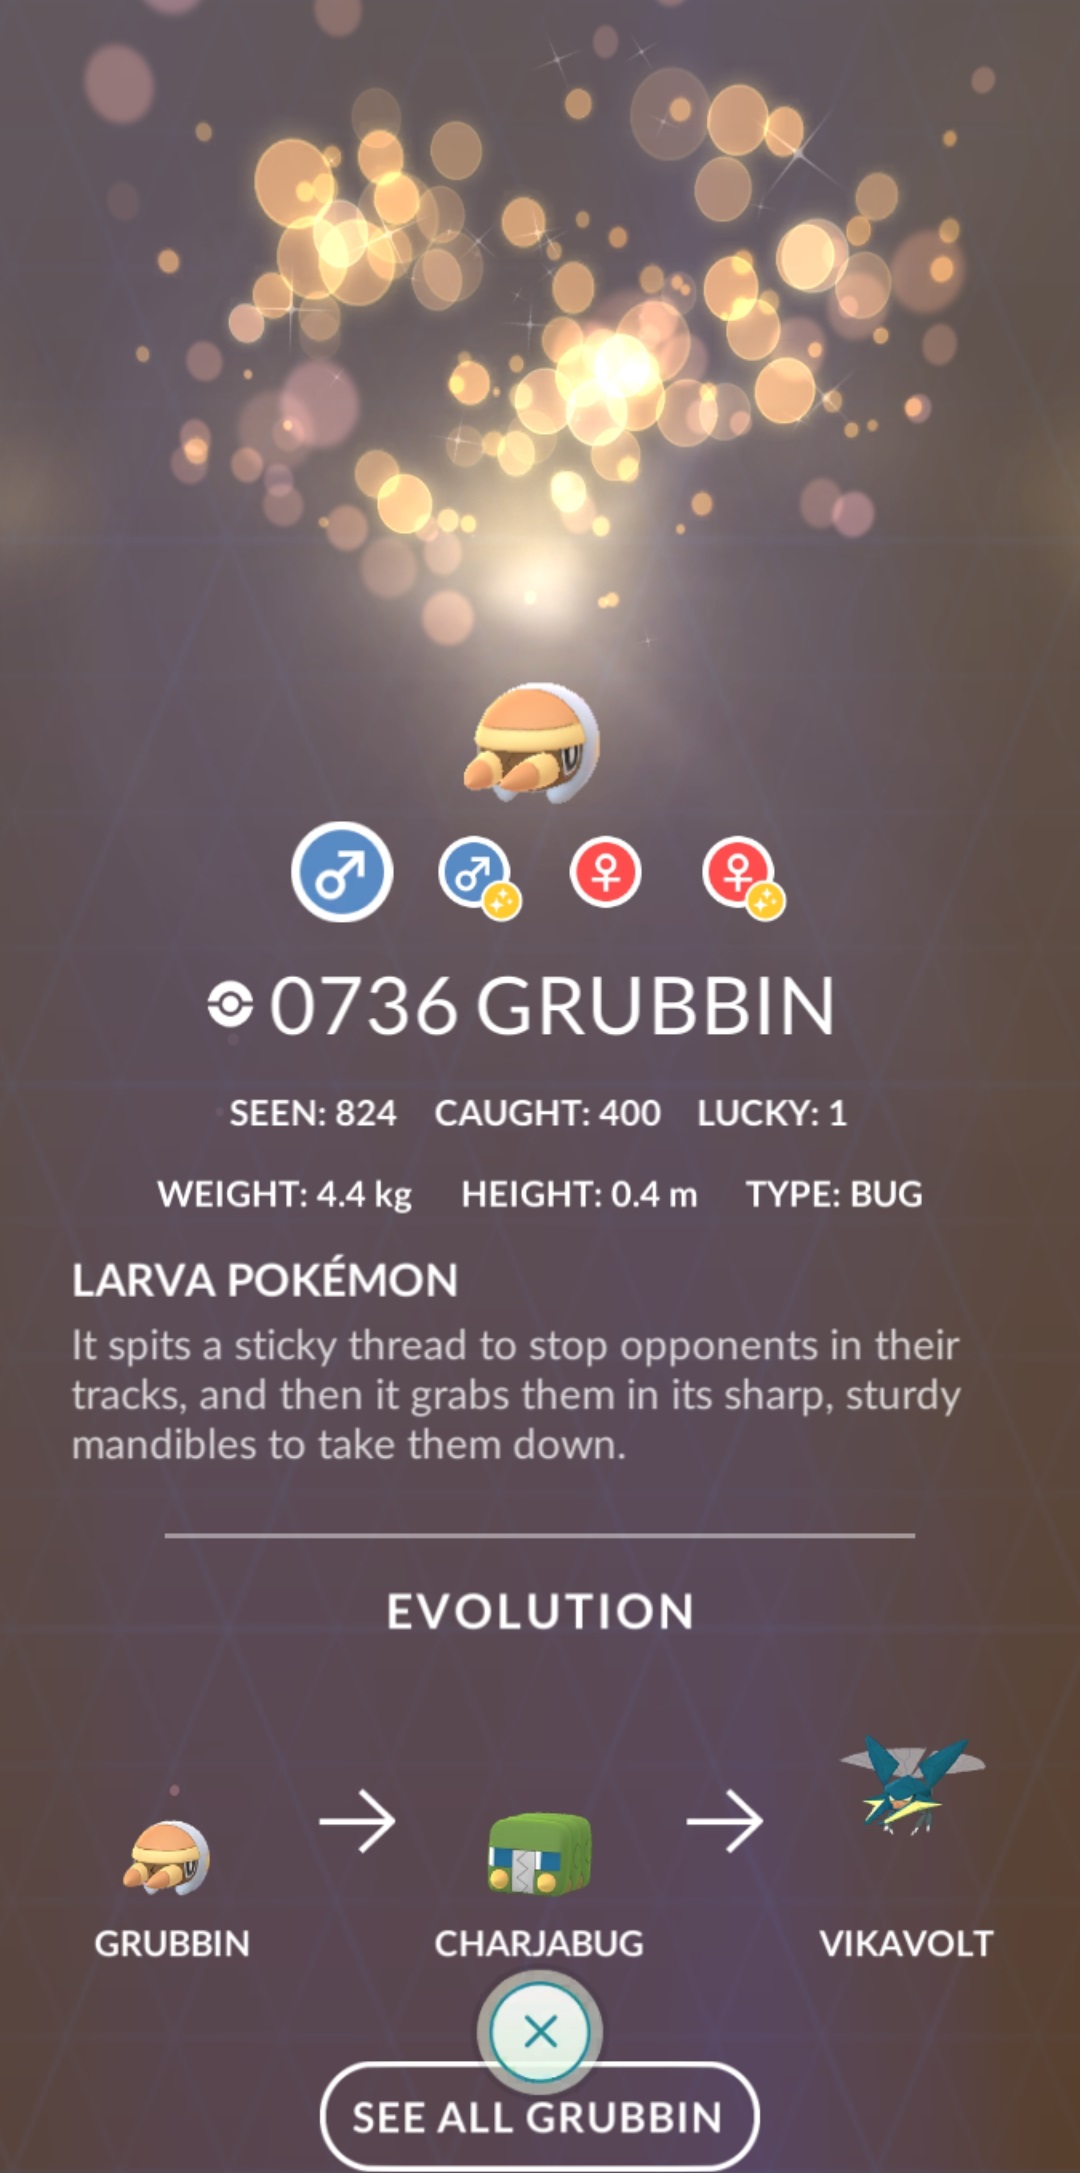 0736 GRUBBIN
SEEN: 824 CAUGHT: 400 LUCKY: 1
WEIGHT: 4.4 kg HEIGHT: 0.4 m TYPE: BUG
LARVA POKÉMON
It spits a sticky thread to stop opponents in their
tracks, and then it grabs them in its sharp, sturdy
mandibles to take them down.
EVOLUTION
GRUBBIN CHARJABUG VIKAVOLT
SEE ALL GRUBBIN